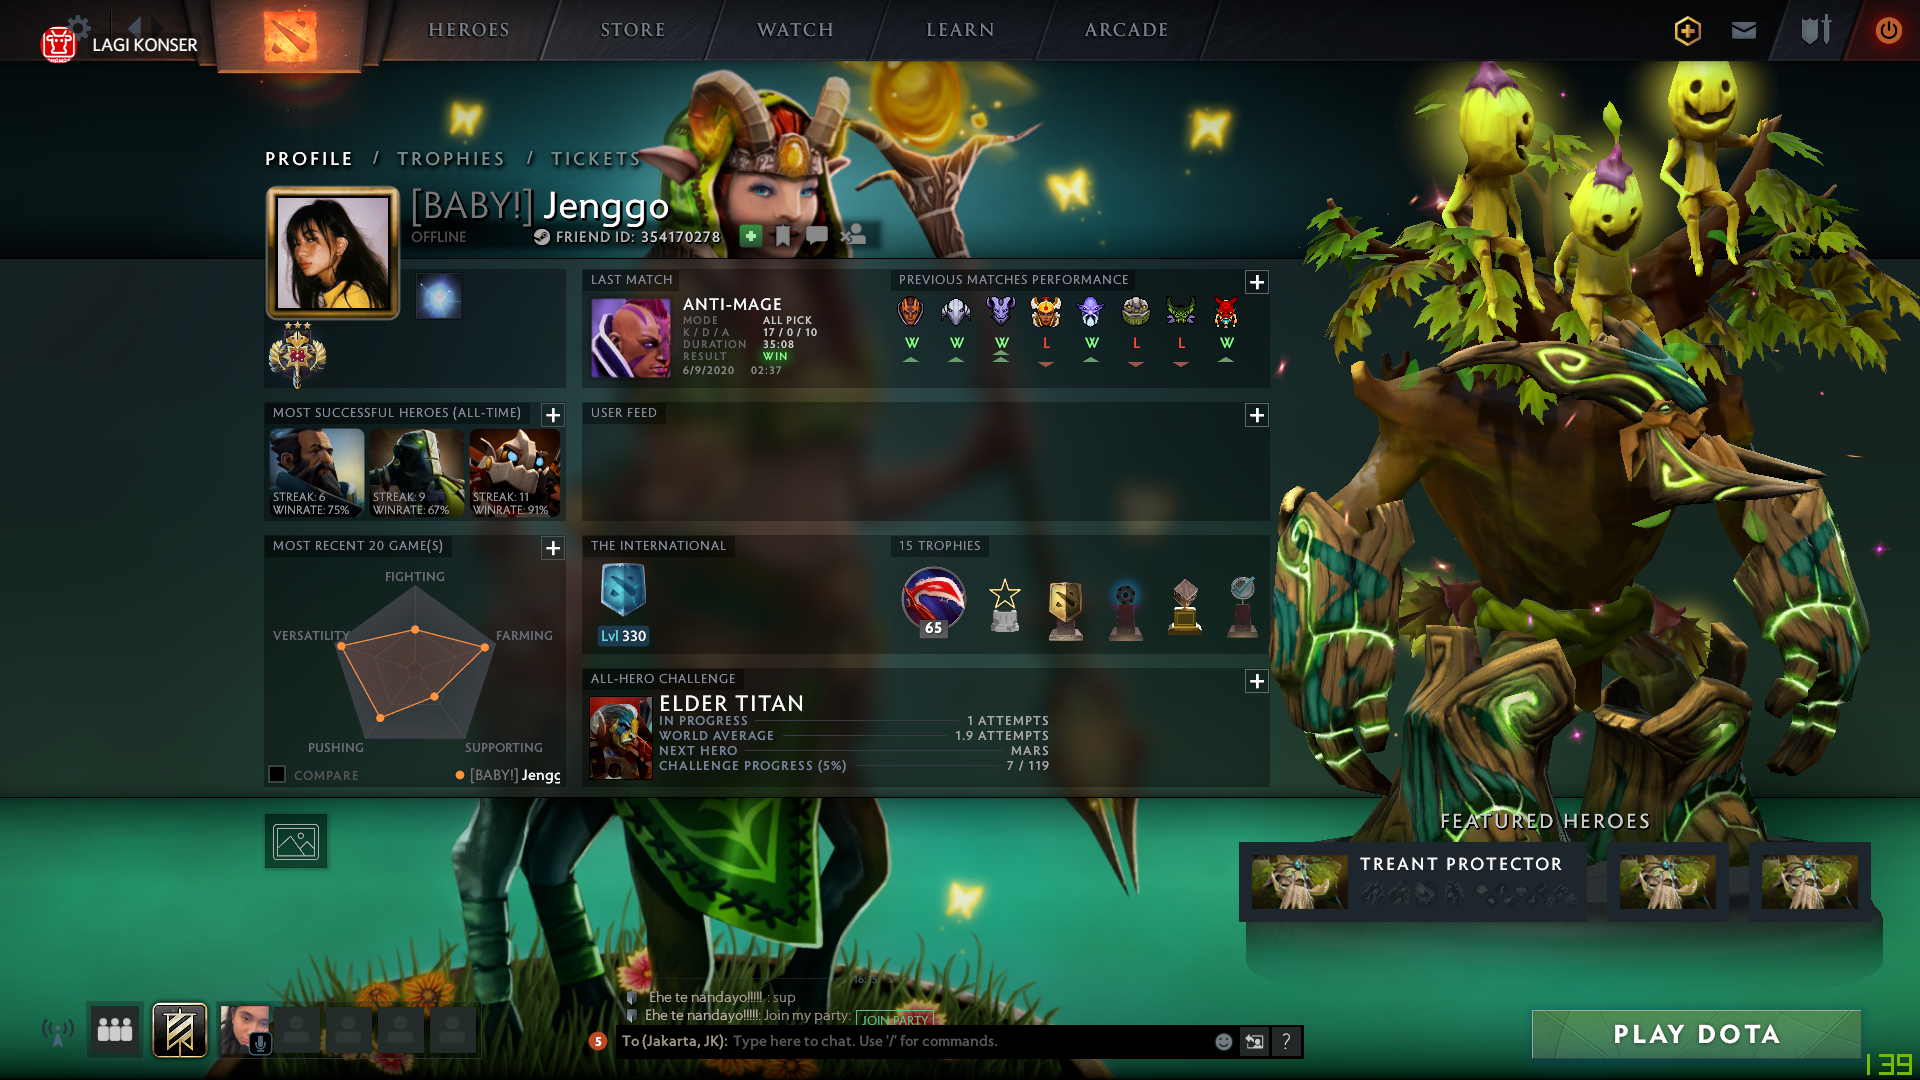 LAGI KONSER
HEROES
STORE
WATCH
LEARN
ARCADE
PROFILE / TROPHIES / TICKETS
[BABY!] Jenggo
OFFLINE
FRIEND ID: 354170278
LAST MATCH
ANTI-MAGE
MODE ALL PICK
K / D / A 17 / 0 / 10
DURATION 35:08
RESULT WIN
6/9/2020 02:37
PREVIOUS MATCHES PERFORMANCE
W W W L W L L W
MOST SUCCESSFUL HEROES (ALL-TIME)
STREAK: 6
WINRATE: 75%
STREAK: 9
WINRATE: 67%
STREAK: 11
WINRATE: 91%
USER FEED
MOST RECENT 20 GAME(S)
FIGHTING
VERSATILITY
FARMING
PUSHING
SUPPORTING
COMPARE
[BABY!] Jengg
THE INTERNATIONAL
Lvl 330
15 TROPHIES
65
ALL-HERO CHALLENGE
ELDER TITAN
IN PROGRESS 1 ATTEMPTS
WORLD AVERAGE 1.9 ATTEMPTS
NEXT HERO MARS
CHALLENGE PROGRESS (5%) 7 / 119
FEATURED HEROES
TREANT PROTECTOR
16:15
Ehe te nandayo!!!!! : sup
Ehe te nandayo!!!!!: Join my party: JOIN PARTY
5
To (Jakarta, JK): Type here to chat. Use '/' for commands.
?
PLAY DOTA
139